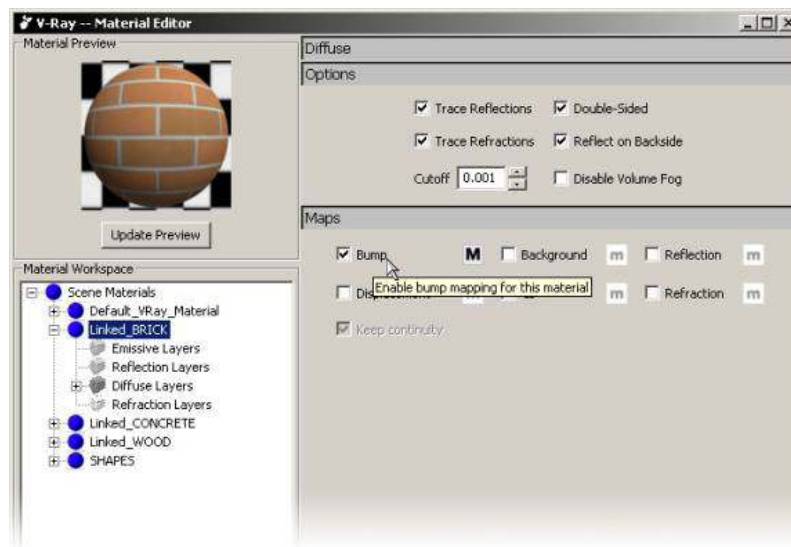 V-Ray -- Material Editor
Material Preview
Update Preview
Material Workspace
Scene Materials
Default_VRay_Material
Linked_BRICK
Emissive Layers
Reflection Layers
Diffuse Layers
Refraction Layers
Linked_CONCRETE
Linked_WOOD
SHAPES
Diffuse
Options
Trace Reflections Double-Sided
Trace Refractions Reflect on Backside
Cutoff 0.001 Disable Volume Fog
Maps
Bump M Background m Reflection m
Enable bump mapping for this material
m Refraction m
Keep continuity